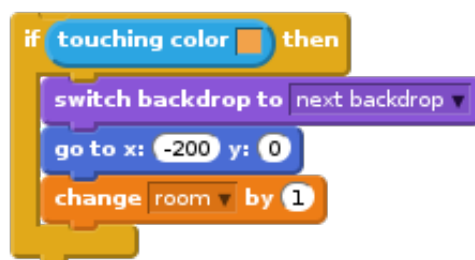 if touching color then
switch backdrop to next backdrop
go to x: -200 y: 0
change room by 1